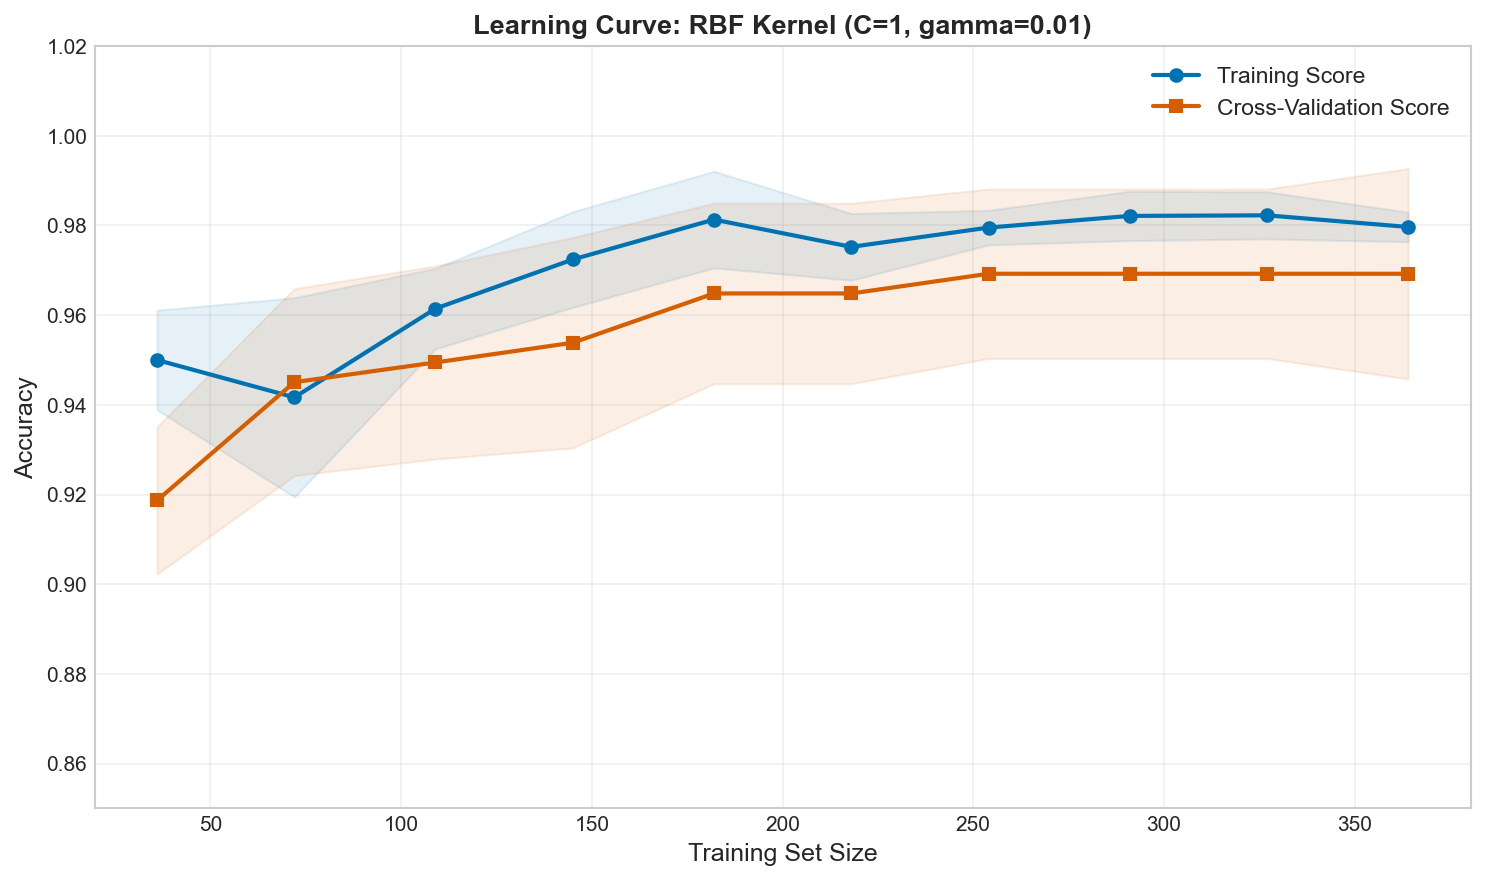 Learning Curve: RBF Kernel (C=1, gamma=0.01)
Training Score
Cross-Validation Score
Accuracy
1.02
1.00
0.98
0.96
0.94
0.92
0.90
0.88
0.86
50 100 150 200 250 300 350
Training Set Size